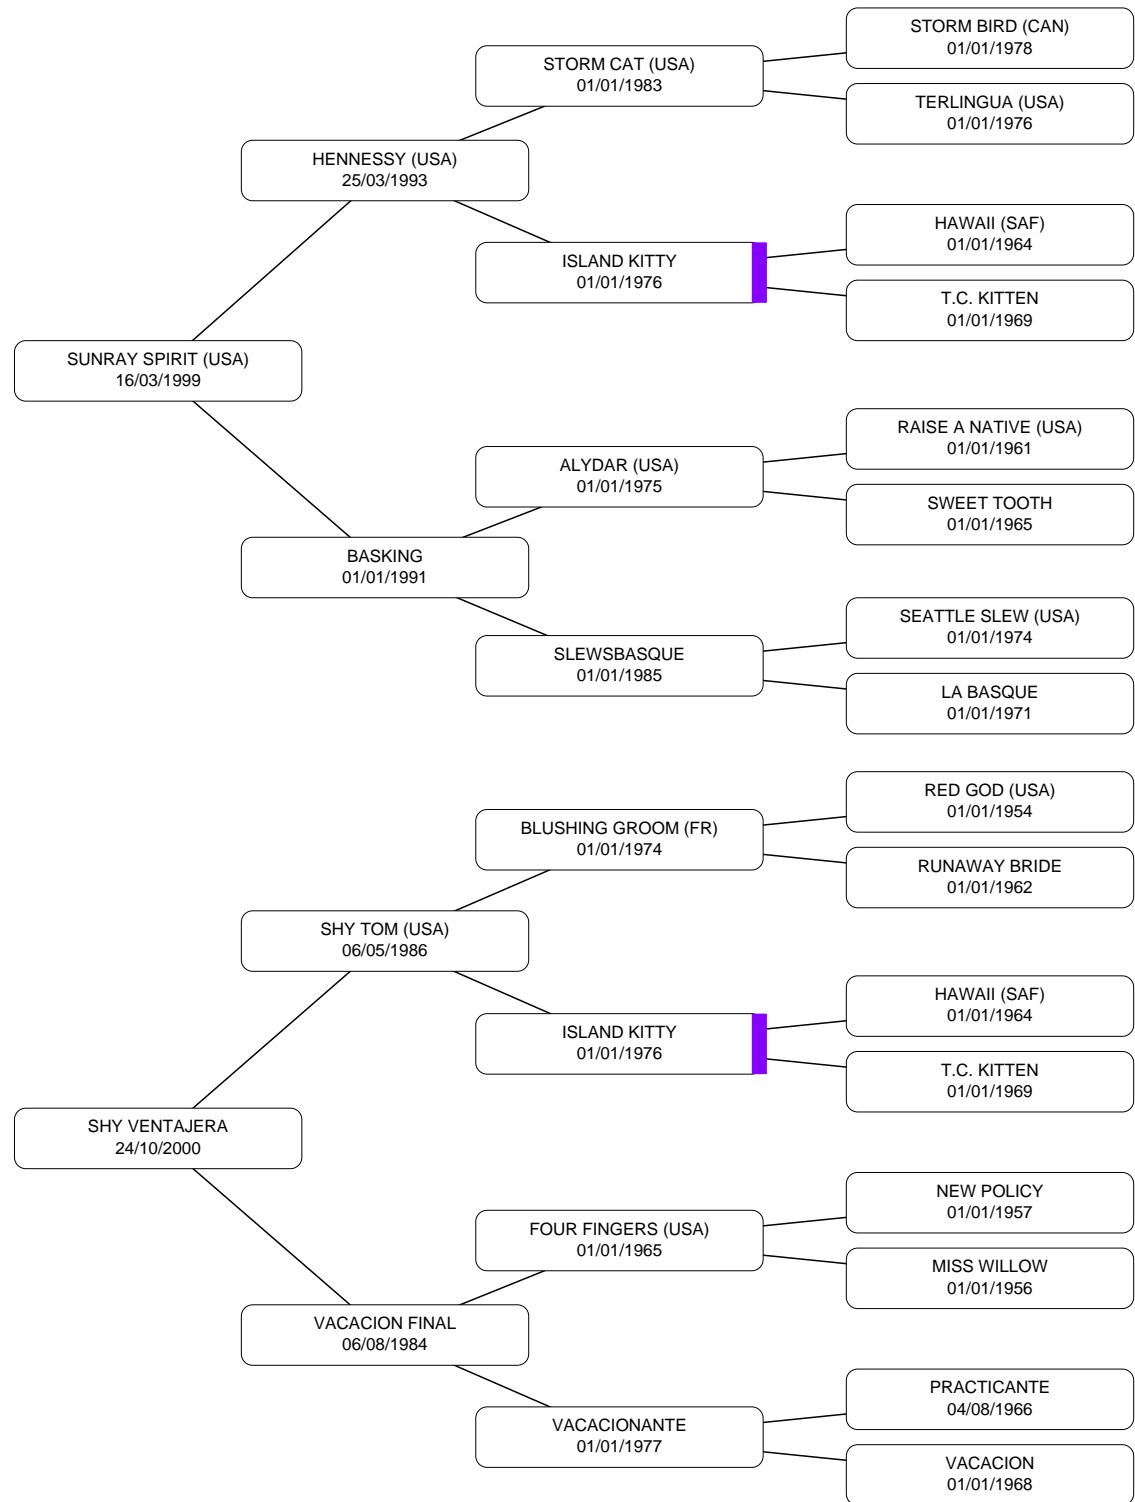 STORM BIRD (CAN)
01/01/1978
STORM CAT (USA)
01/01/1983
TERLINGUA (USA)
01/01/1976
HENNESSY (USA)
25/03/1993
HAWAII (SAF)
01/01/1964
ISLAND KITTY
01/01/1976
T.C. KITTEN
01/01/1969
SUNRAY SPIRIT (USA)
16/03/1999
RAISE A NATIVE (USA)
01/01/1961
ALYDAR (USA)
01/01/1975
SWEET TOOTH
01/01/1965
BASKING
01/01/1991
SEATTLE SLEW (USA)
01/01/1974
SLEWSBASQUE
01/01/1985
LA BASQUE
01/01/1971
RED GOD (USA)
01/01/1954
BLUSHING GROOM (FR)
01/01/1974
RUNAWAY BRIDE
01/01/1962
SHY TOM (USA)
06/05/1986
HAWAII (SAF)
01/01/1964
ISLAND KITTY
01/01/1976
T.C. KITTEN
01/01/1969
SHY VENTAJERA
24/10/2000
NEW POLICY
01/01/1957
FOUR FINGERS (USA)
01/01/1965
MISS WILLOW
01/01/1956
VACACION FINAL
06/08/1984
PRACTICANTE
04/08/1966
VACACIONANTE
01/01/1977
VACACION
01/01/1968